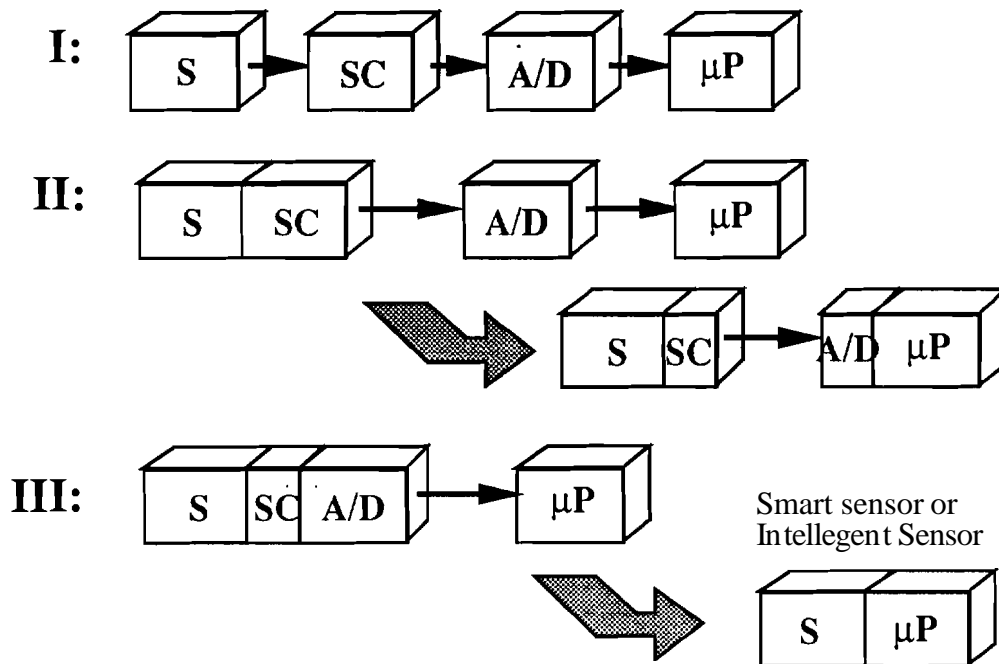 I: S SC A/D μP
II: S SC A/D μP
S SC A/D μP
III: S SC A/D μP
Smart sensor or
Intellegent Sensor
S μP